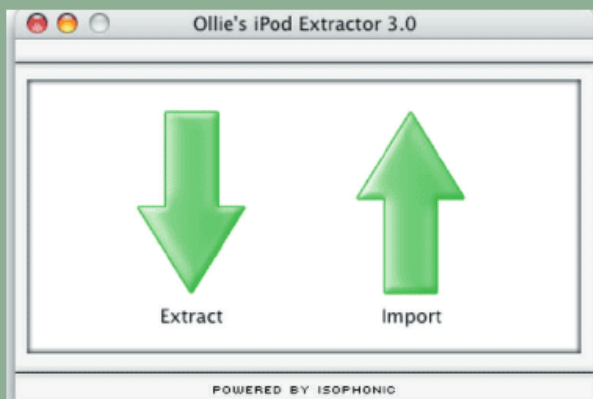 Ollie's iPod Extractor 3.0
Extract Import
POWERED BY ISOPHONIC